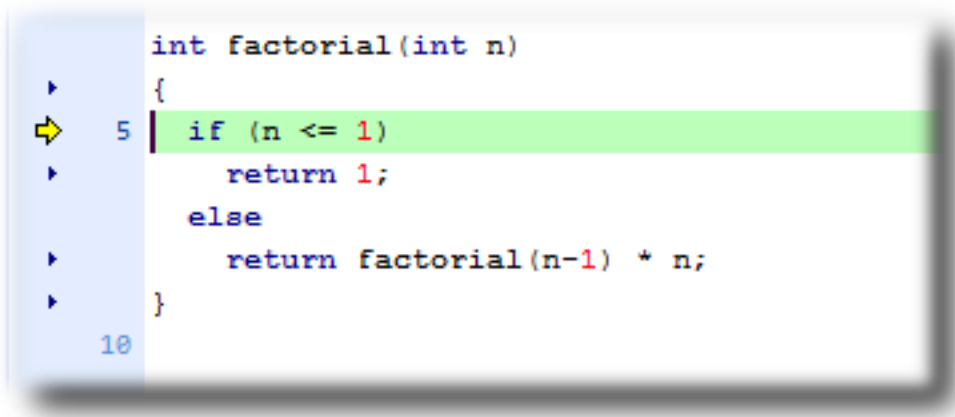 int factorial(int n)
{
5 if (n <= 1)
return 1;
else
return factorial(n-1) * n;
}
10